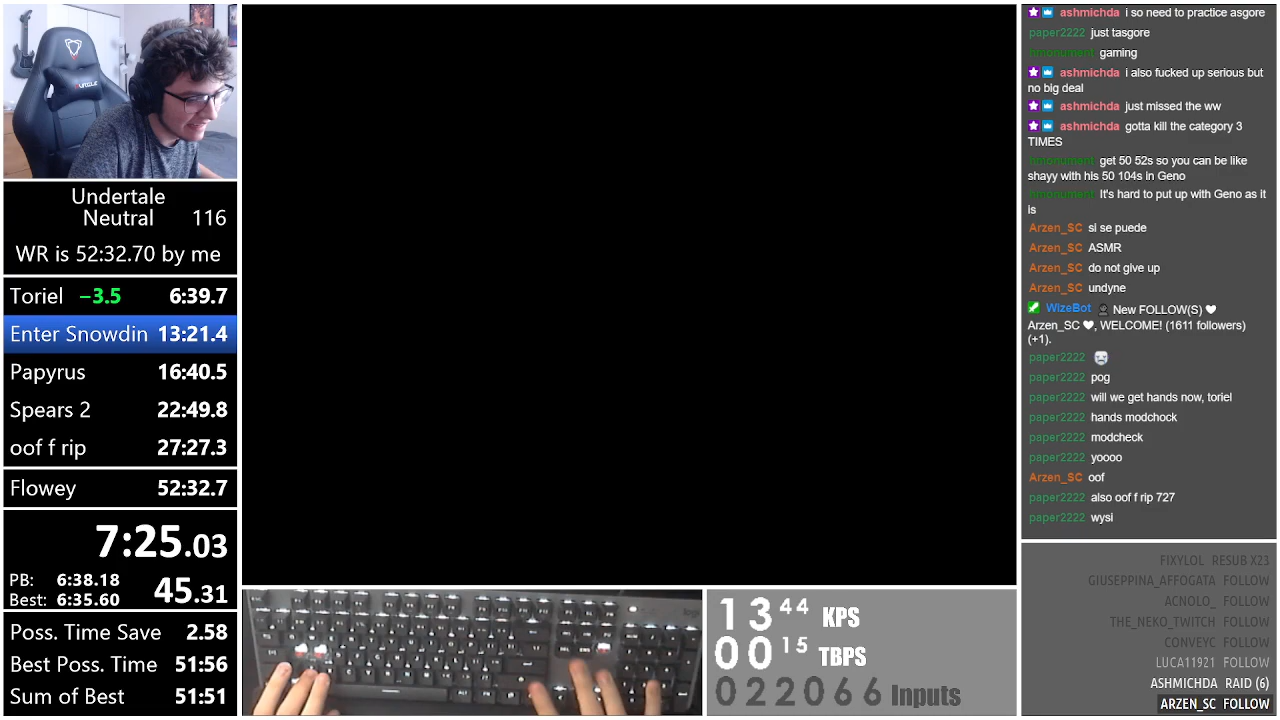 Undertale
Neutral 116
WR is 52:32.70 by me
Toriel −3.5 6:39.7
Enter Snowdin 13:21.4
Papyrus 16:40.5
Spears 2 22:49.8
oof f rip 27:27.3
Flowey 52:32.7
7:25.03
PB: 6:38.18
Best: 6:35.60
45.31
Poss. Time Save 2.58
Best Poss. Time 51:56
Sum of Best 51:51
13 44 KPS
00 15 TBPS
022066 Inputs
ashmichda i so need to practice asgore
paper2222 just tasgore
gaming
ashmichda i also fucked up serious but
no big deal
ashmichda just missed the ww
ashmichda gotta kill the category 3
TIMES
get 50 52s so you can be like
shayy with his 50 104s in Geno
It's hard to put up with Geno as it
is
Arzen_SC si se puede
Arzen_SC ASMR
Arzen_SC do not give up
Arzen_SC undyne
WizeBot New FOLLOW(S)
Arzen_SC , WELCOME! (1611 followers)
(+1).
paper2222
paper2222 pog
paper2222 will we get hands now, toriel
paper2222 hands modchock
paper2222 modcheck
paper2222 yoooo
Arzen_SC oof
paper2222 also oof f rip 727
paper2222 wysi
FIXYLOL RESUB X23
GIUSEPPINA_AFFOGATA FOLLOW
ACNOLO_ FOLLOW
THE_NEKO_TWITCH FOLLOW
CONVEYC FOLLOW
LUCA11921 FOLLOW
ASHMICHDA RAID (6)
ARZEN_SC FOLLOW